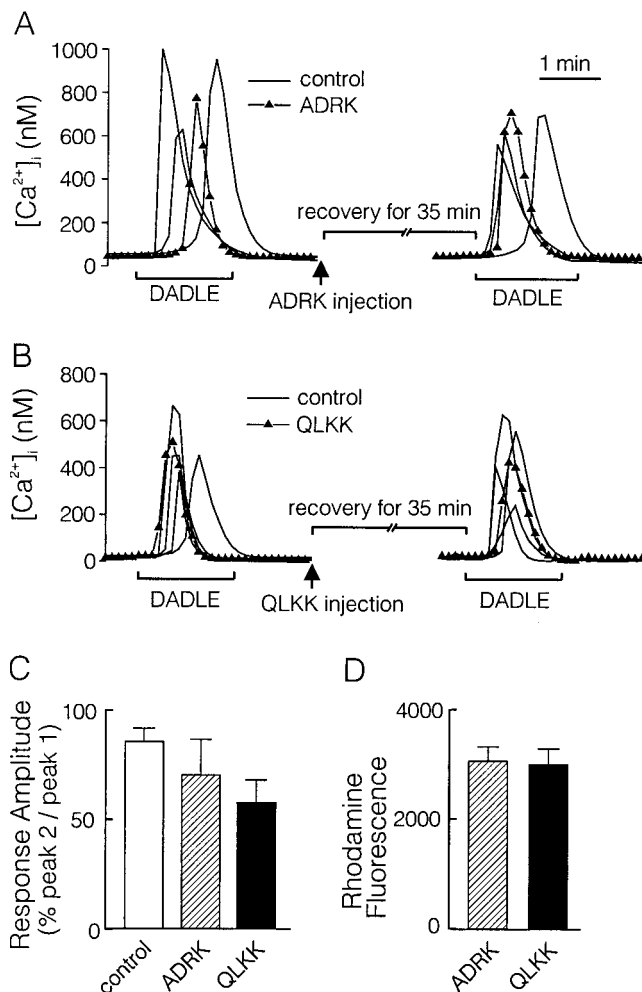 A
1000
800
600
400
200
0
[Ca²⁺]ᵢ (nM)
control
ADRK
1 min
recovery for 35 min
DADLE
ADRK injection
DADLE
B
800
600
400
200
0
[Ca²⁺]ᵢ (nM)
control
QLKK
recovery for 35 min
DADLE
QLKK injection
DADLE
C
100
50
0
Response Amplitude
(% peak 2 / peak 1)
control
ADRK
QLKK
D
4000
2000
0
Rhodamine
Fluorescence
ADRK
QLKK